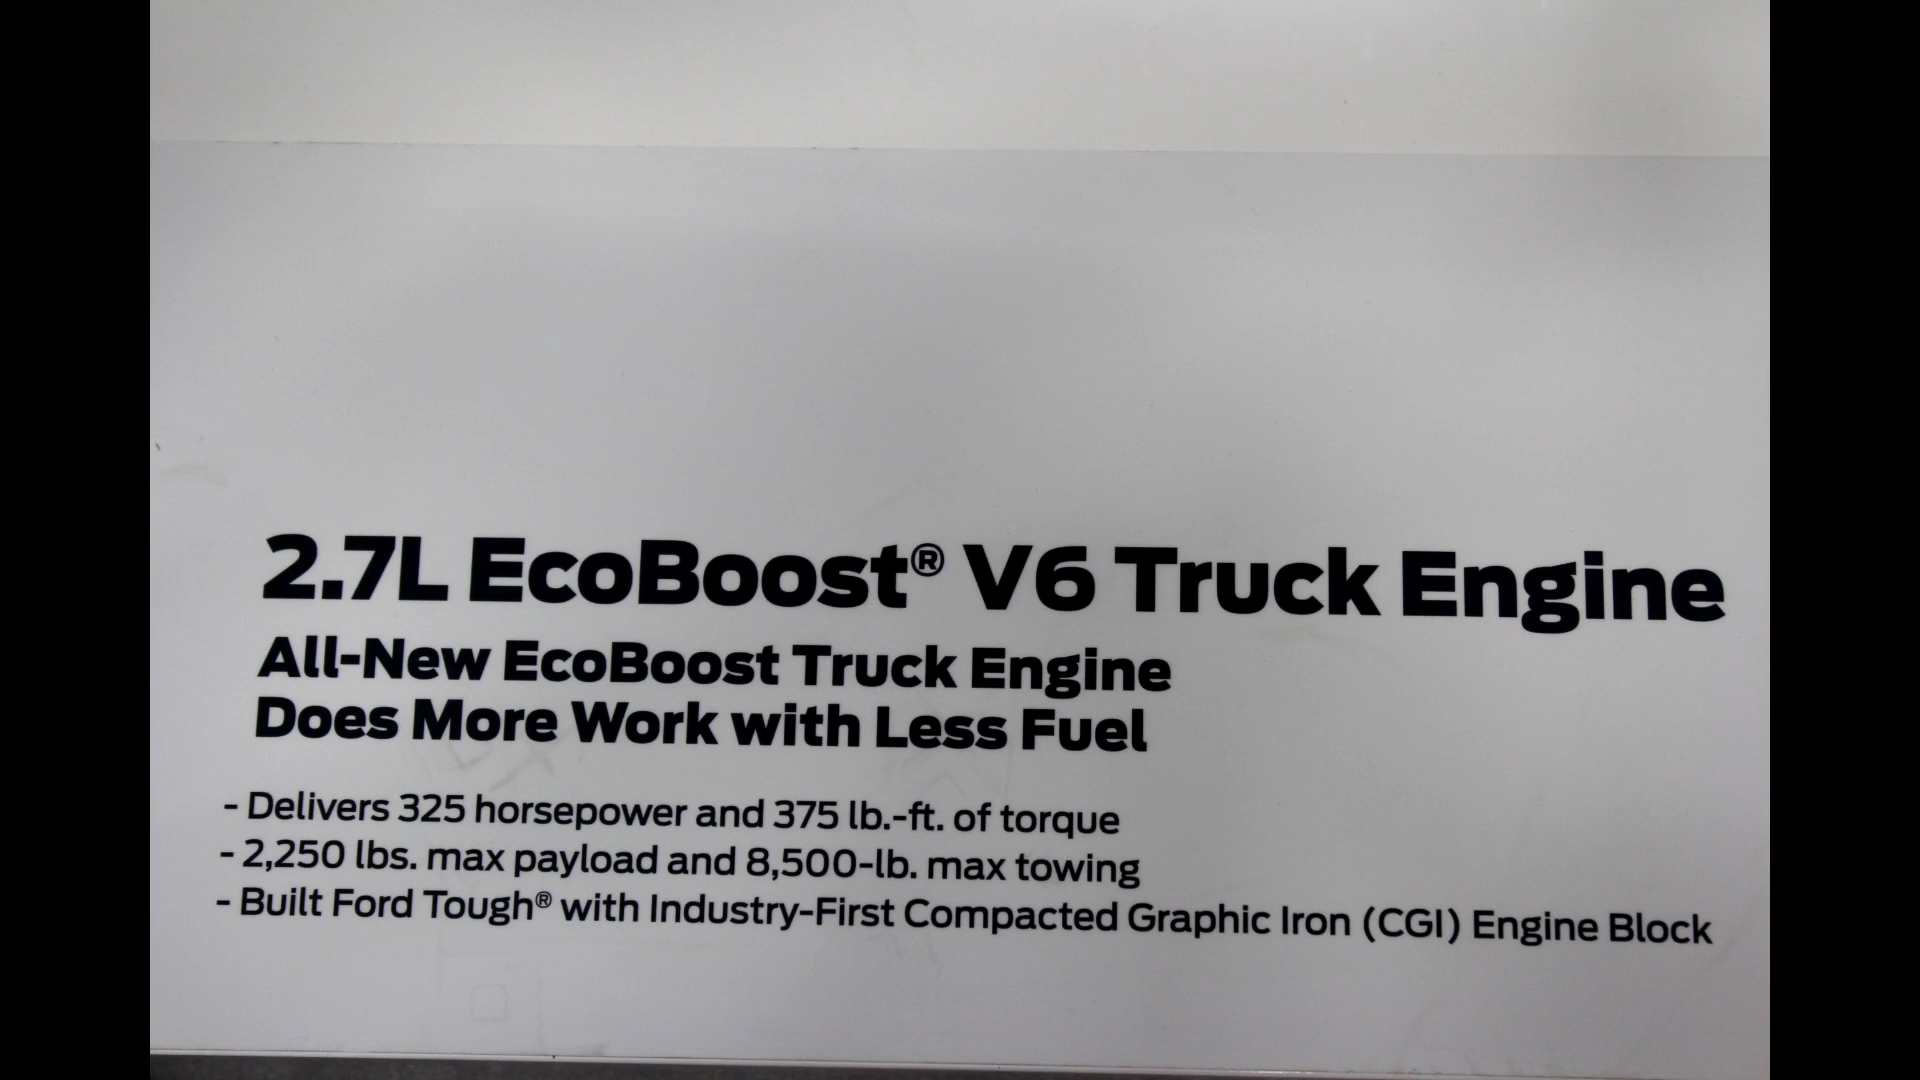 2.7L EcoBoost® V6 Truck Engine
All-New EcoBoost Truck Engine
Does More Work with Less Fuel
- Delivers 325 horsepower and 375 lb.-ft. of torque
- 2,250 lbs. max payload and 8,500-lb. max towing
- Built Ford Tough® with Industry-First Compacted Graphic Iron (CGI) Engine Block